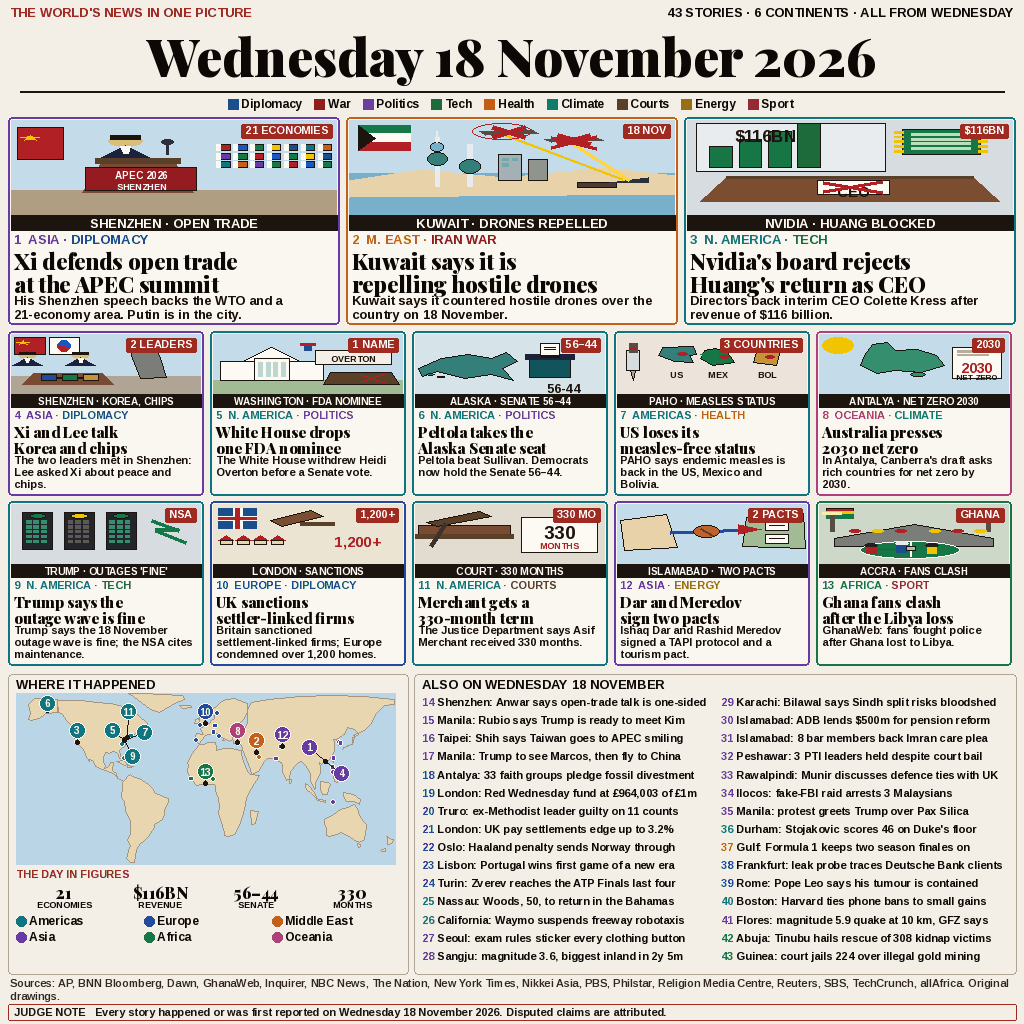 THE WORLD'S NEWS IN ONE PICTURE
43 STORIES · 6 CONTINENTS · ALL FROM WEDNESDAY
Wednesday 18 November 2026
Diplomacy War Politics Tech Health Climate Courts Energy Sport
21 ECONOMIES
APEC 2026
SHENZHEN
SHENZHEN · OPEN TRADE
1 ASIA · DIPLOMACY
Xi defends open trade
at the APEC summit
His Shenzhen speech backs the WTO and a
21-economy area. Putin is in the city.
18 NOV
KUWAIT · DRONES REPELLED
2 M. EAST · IRAN WAR
Kuwait says it is
repelling hostile drones
Kuwait says it countered hostile drones over the
country on 18 November.
$116BN
$116BN
CEO
NVIDIA · HUANG BLOCKED
3 N. AMERICA · TECH
Nvidia's board rejects
Huang's return as CEO
Directors back interim CEO Colette Kress after
revenue of $116 billion.
2 LEADERS
SHENZHEN · KOREA, CHIPS
4 ASIA · DIPLOMACY
Xi and Lee talk
Korea and chips
The two leaders met in Shenzhen:
Lee asked Xi about peace and
chips.
1 NAME
OVERTON
WASHINGTON · FDA NOMINEE
5 N. AMERICA · POLITICS
White House drops
one FDA nominee
The White House withdrew Heidi
Overton before a Senate vote.
56–44
56-44
ALASKA · SENATE 56–44
6 N. AMERICA · POLITICS
Peltola takes the
Alaska Senate seat
Peltola beat Sullivan. Democrats
now hold the Senate 56–44.
3 COUNTRIES
US MEX BOL
PAHO · MEASLES STATUS
7 AMERICAS · HEALTH
US loses its
measles-free status
PAHO says endemic measles is
back in the US, Mexico and
Bolivia.
2030
2030
NET ZERO
ANTALYA · NET ZERO 2030
8 OCEANIA · CLIMATE
Australia presses
2030 net zero
In Antalya, Canberra's draft asks
rich countries for net zero by
2030.
NSA
TRUMP · OUTAGES 'FINE'
9 N. AMERICA · TECH
Trump says the
outage wave is fine
Trump says the 18 November
outage wave is fine; the NSA cites
maintenance.
1,200+
1,200+
LONDON · SANCTIONS
10 EUROPE · DIPLOMACY
UK sanctions
settler-linked firms
Britain sanctioned
settlement-linked firms; Europe
condemned over 1,200 homes.
330 MO
330
MONTHS
COURT · 330 MONTHS
11 N. AMERICA · COURTS
Merchant gets a
330-month term
The Justice Department says Asif
Merchant received 330 months.
2 PACTS
ISLAMABAD · TWO PACTS
12 ASIA · ENERGY
Dar and Meredov
sign two pacts
Ishaq Dar and Rashid Meredov
signed a TAPI protocol and a
tourism pact.
GHANA
ACCRA · FANS CLASH
13 AFRICA · SPORT
Ghana fans clash
after the Libya loss
GhanaWeb: fans fought police
after Ghana lost to Libya.
WHERE IT HAPPENED
6 11 10 3 5 7 8 2 12 1 9 13 4
THE DAY IN FIGURES
21 $116BN 56–44 330
ECONOMIES REVENUE SENATE MONTHS
Americas Europe Middle East
Asia Africa Oceania
ALSO ON WEDNESDAY 18 NOVEMBER
14 Shenzhen: Anwar says open-trade talk is one-sided
15 Manila: Rubio says Trump is ready to meet Kim
16 Taipei: Shih says Taiwan goes to APEC smiling
17 Manila: Trump to see Marcos, then fly to China
18 Antalya: 33 faith groups pledge fossil divestment
19 London: Red Wednesday fund at £964,003 of £1m
20 Truro: ex-Methodist leader guilty on 11 counts
21 London: UK pay settlements edge up to 3.2%
22 Oslo: Haaland penalty sends Norway through
23 Lisbon: Portugal wins first game of a new era
24 Turin: Zverev reaches the ATP Finals last four
25 Nassau: Woods, 50, to return in the Bahamas
26 California: Waymo suspends freeway robotaxis
27 Seoul: exam rules sticker every clothing button
28 Sangju: magnitude 3.6, biggest inland in 2y 5m
29 Karachi: Bilawal says Sindh split risks bloodshed
30 Islamabad: ADB lends $500m for pension reform
31 Islamabad: 8 bar members back Imran care plea
32 Peshawar: 3 PTI leaders held despite court bail
33 Rawalpindi: Munir discusses defence ties with UK
34 Ilocos: fake-FBI raid arrests 3 Malaysians
35 Manila: protest greets Trump over Pax Silica
36 Durham: Stojakovic scores 46 on Duke's floor
37 Gulf: Formula 1 keeps two season finales on
38 Frankfurt: leak probe traces Deutsche Bank clients
39 Rome: Pope Leo says his tumour is contained
40 Boston: Harvard ties phone bans to small gains
41 Flores: magnitude 5.9 quake at 10 km, GFZ says
42 Abuja: Tinubu hails rescue of 308 kidnap victims
43 Guinea: court jails 224 over illegal gold mining
Sources: AP, BNN Bloomberg, Dawn, GhanaWeb, Inquirer, NBC News, The Nation, New York Times, Nikkei Asia, PBS, Philstar, Religion Media Centre, Reuters, SBS, TechCrunch, allAfrica. Original
drawings.
JUDGE NOTE Every story happened or was first reported on Wednesday 18 November 2026. Disputed claims are attributed.